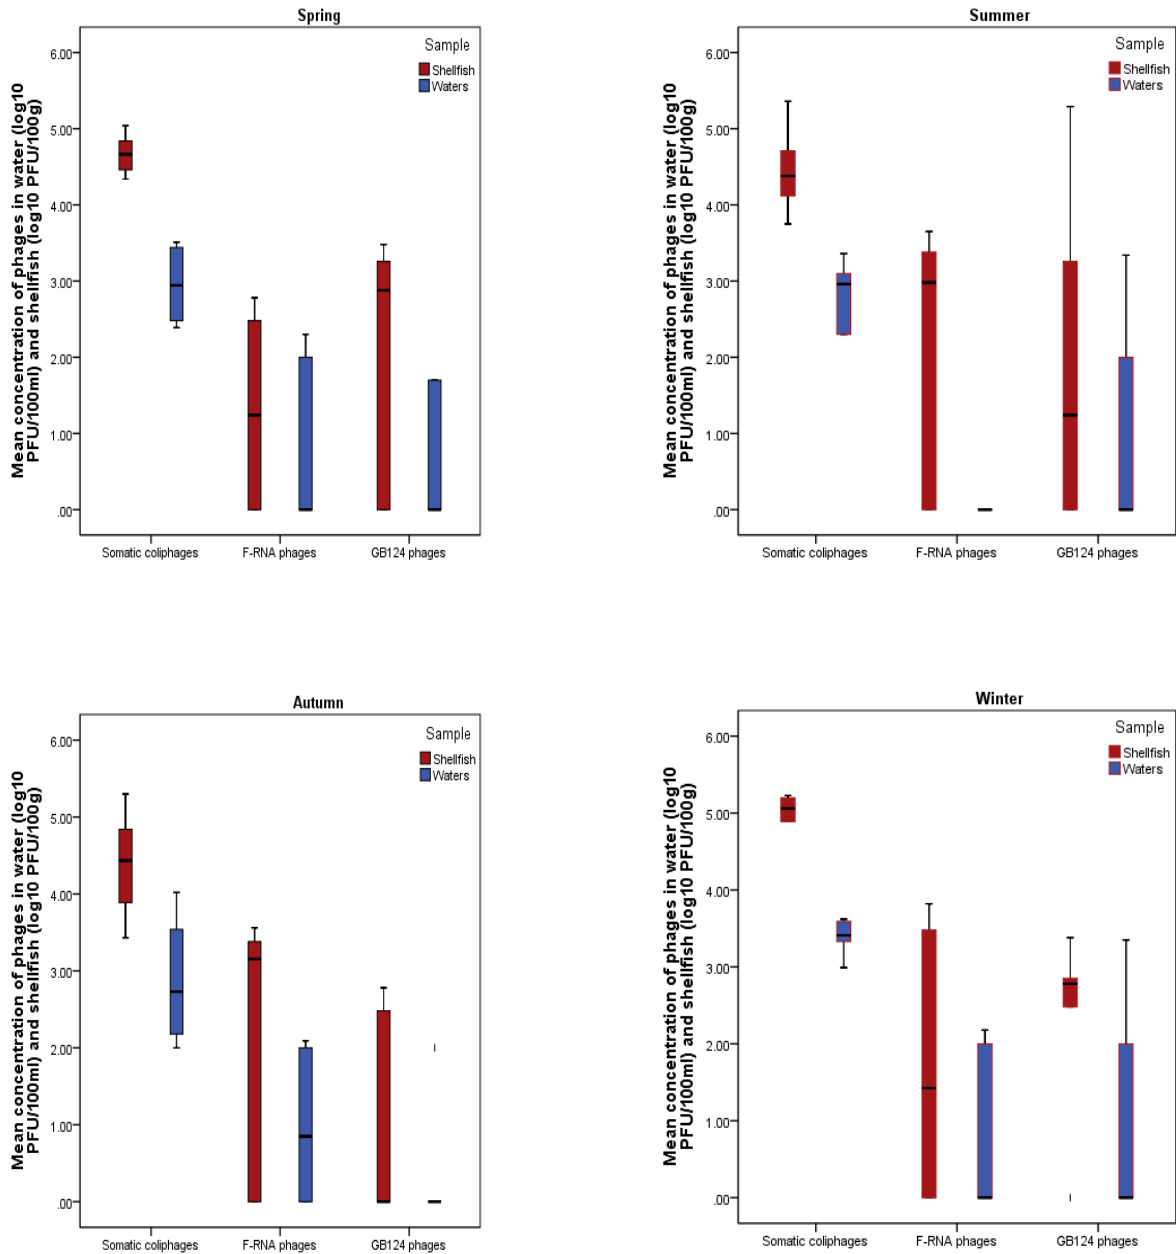 Spring
Mean concentration of phages in water (log10
PFU/100ml) and shellfish (log10 PFU/100g)
6.00
5.00
4.00
3.00
2.00
1.00
.00
Sample
Shellfish
Waters
Somatic coliphages F-RNA phages GB124 phages
Summer
Mean concentration of phages in water (log10
PFU/100ml) and shellfish (log10 PFU/100g)
6.00
5.00
4.00
3.00
2.00
1.00
.00
Sample
Shellfish
Waters
Somatic coliphages F-RNA phages GB124 phages
Autumn
Mean concentration of phages in water (log10
PFU/100ml) and shellfish (log10 PFU/100g)
6.00
5.00
4.00
3.00
2.00
1.00
.00
Sample
Shellfish
Waters
Somatic coliphages F-RNA phages GB124 phages
Winter
Mean concentration of phages in water (log10
PFU/100ml) and shellfish (log10 PFU/100g)
6.00
5.00
4.00
3.00
2.00
1.00
.00
Sample
Shellfish
Waters
Somatic coliphages F-RNA phages GB124 phages